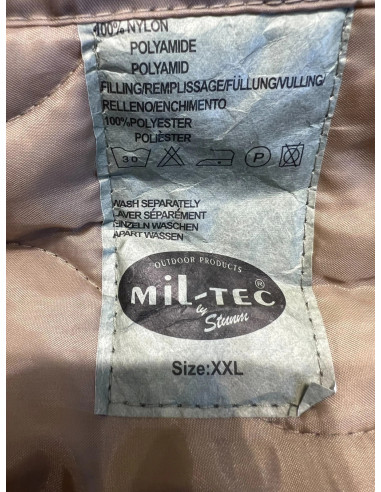 100% NYLON
POLYAMIDE
POLYAMID
FILLING/REMPLISSAGE/FÜLLUNG/VULLING/
RELLENO/ENCHIMENTO
100%POLYESTER
POLIÈSTER
30 P
WASH SEPARATELY
LAVER SÉPARÉMENT
EINZELN WASCHEN
APART WASSEN
OUTDOOR PRODUCTS
MiL-TEC ®
by
Sturm
Size:XXL